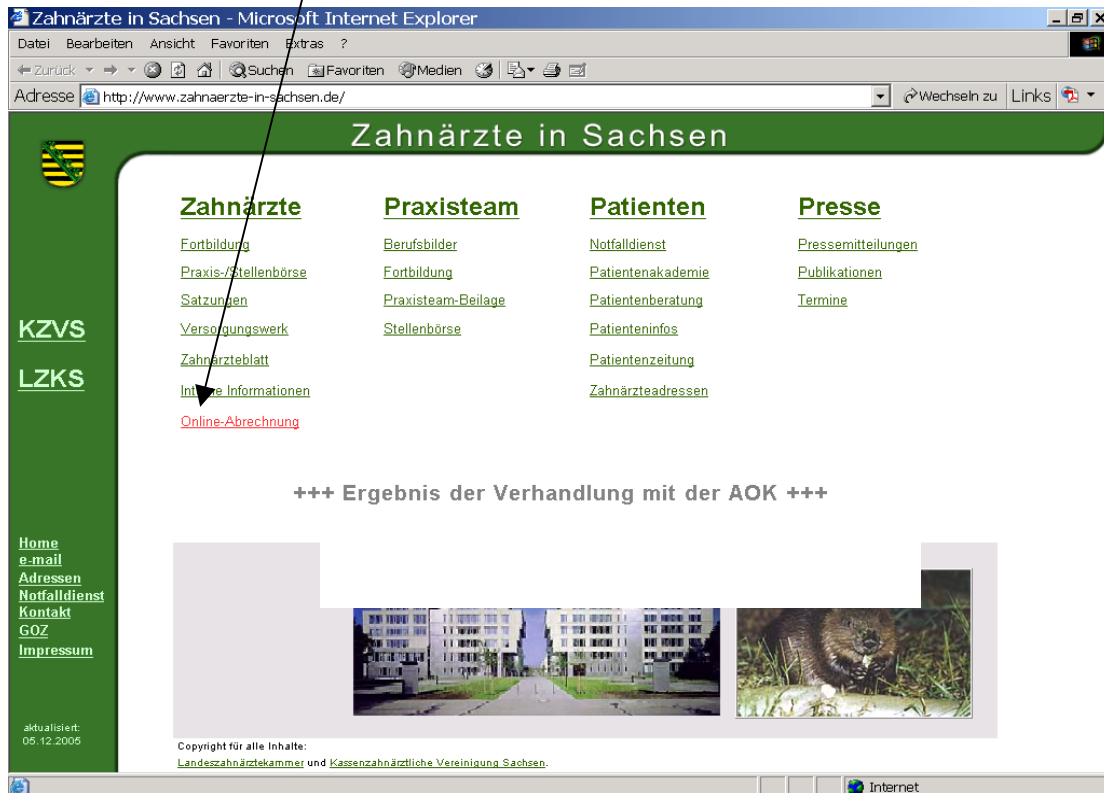 Zahnärzte in Sachsen - Microsoft Internet Explorer
Datei Bearbeiten Ansicht Favoriten Extras ?
Zurück Suchen Favoriten Medien
Adresse http://www.zahnaerzte-in-sachsen.de/ Wechseln zu Links
Zahnärzte in Sachsen
Zahnärzte Praxisteam Patienten Presse
Fortbildung Berufsbilder Notfalldienst Pressemitteilungen
Praxis-/Stellenbörse Fortbildung Patientenakademie Publikationen
Satzungen Praxisteam-Beilage Patientenberatung Termine
KZVS Versorgungswerk Stellenbörse Patienteninfos
Zahnärzteblatt Patientenzeitung
LZKS Interne Informationen Zahnärzteadressen
Online-Abrechnung
+++ Ergebnis der Verhandlung mit der AOK +++
Home
e-mail
Adressen
Notfalldienst
Kontakt
GOZ
Impressum
aktualisiert:
05.12.2005
Copyright für alle Inhalte:
Landeszahnärztekammer und Kassenzahnärztliche Vereinigung Sachsen.
Internet